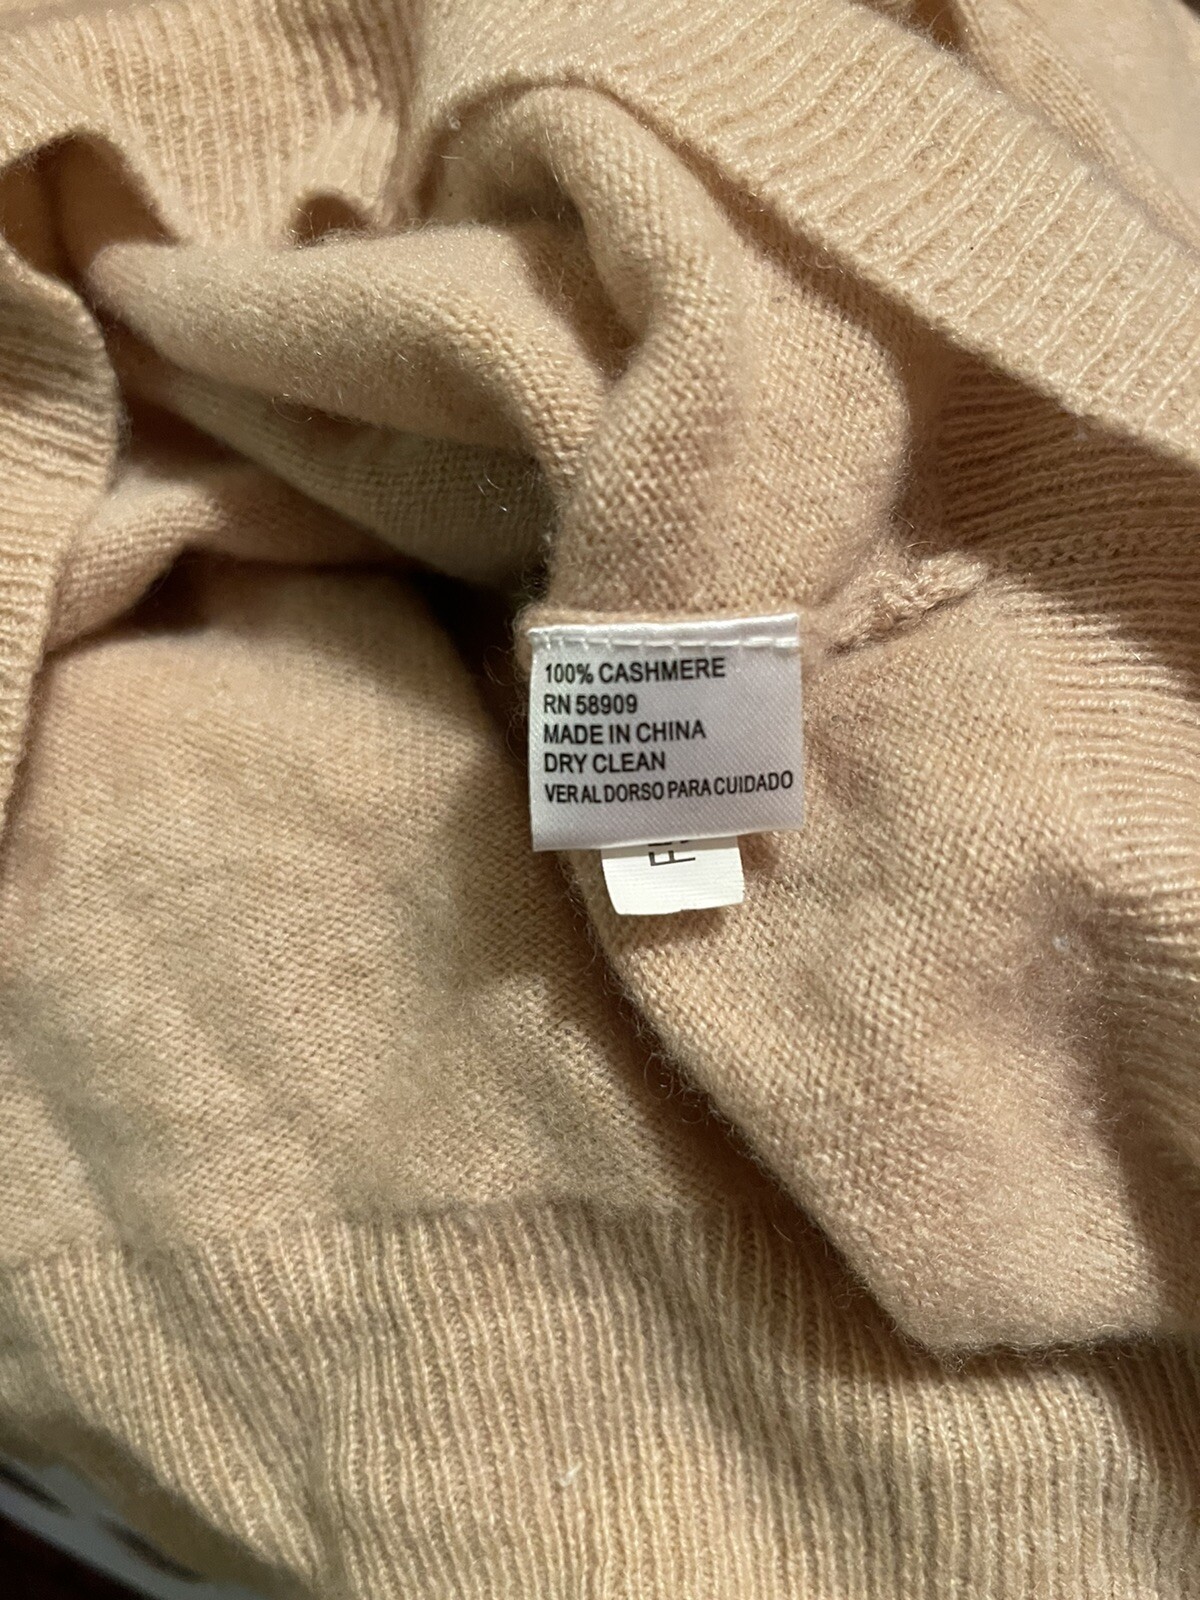 100% CASHMERE
RN 58909
MADE IN CHINA
DRY CLEAN
VER AL DORSO PARA CUIDADO